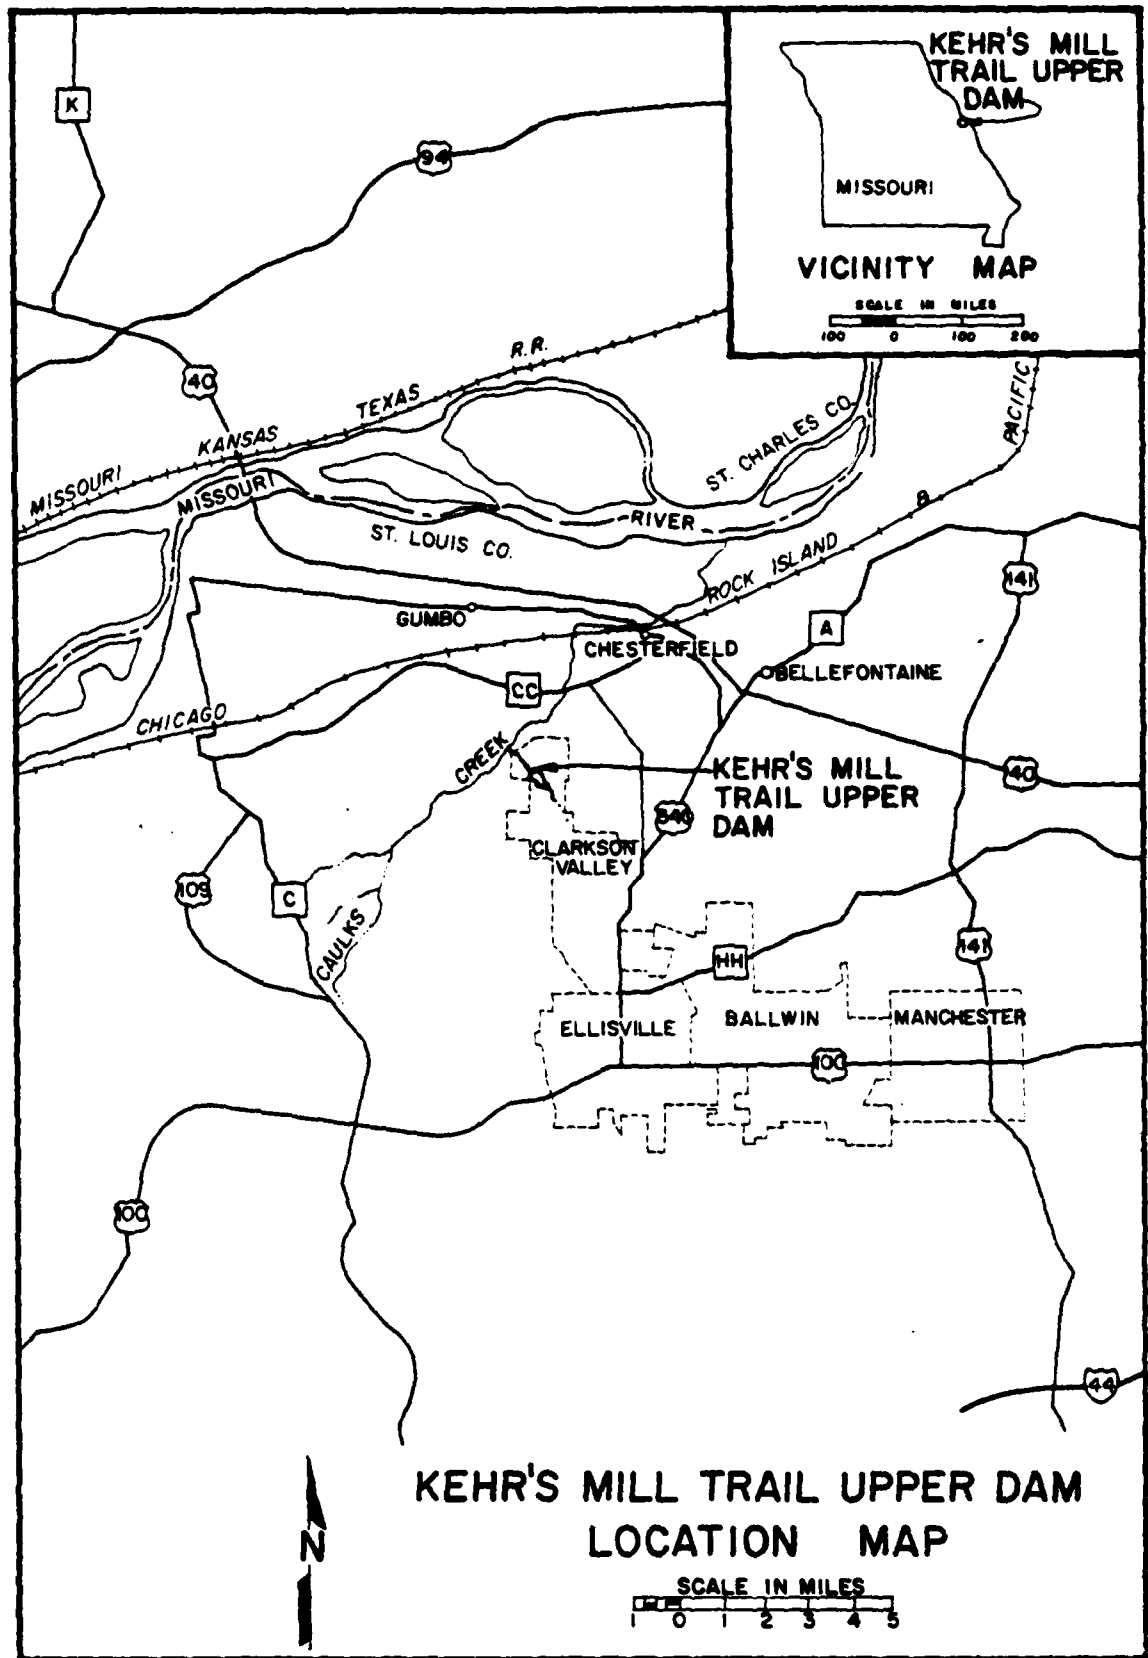 KEHR'S MILL
TRAIL UPPER
DAM
MISSOURI
VICINITY MAP
SCALE IN MILES
100 0 100 200
K
94
40
MISSOURI KANSAS TEXAS R.R.
MISSOURI RIVER
ST. CHARLES CO.
ST. LOUIS CO.
CHICAGO ROCK ISLAND & PACIFIC
141
GUMBO
CHESTERFIELD
A
BELLEFONTAINE
CC
CAULKS CREEK
KEHR'S MILL
TRAIL UPPER
DAM
40
340
CLARKSON
VALLEY
109
C
141
HH
ELLISVILLE
BALLWIN
MANCHESTER
100
100
44
KEHR'S MILL TRAIL UPPER DAM
LOCATION MAP
N
SCALE IN MILES
1 0 1 2 3 4 5